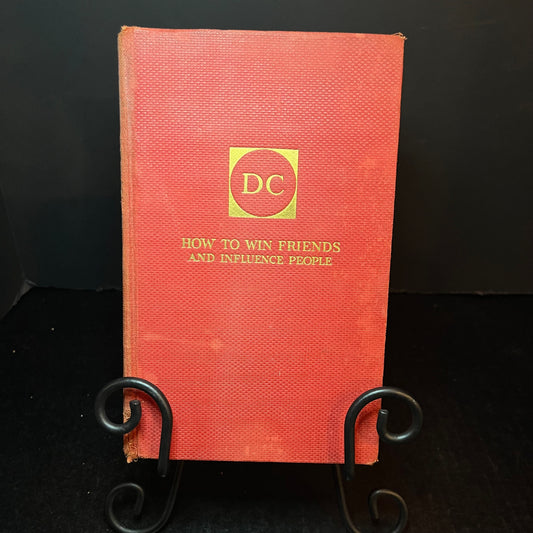 DC
HOW TO WIN FRIENDS
AND INFLUENCE PEOPLE